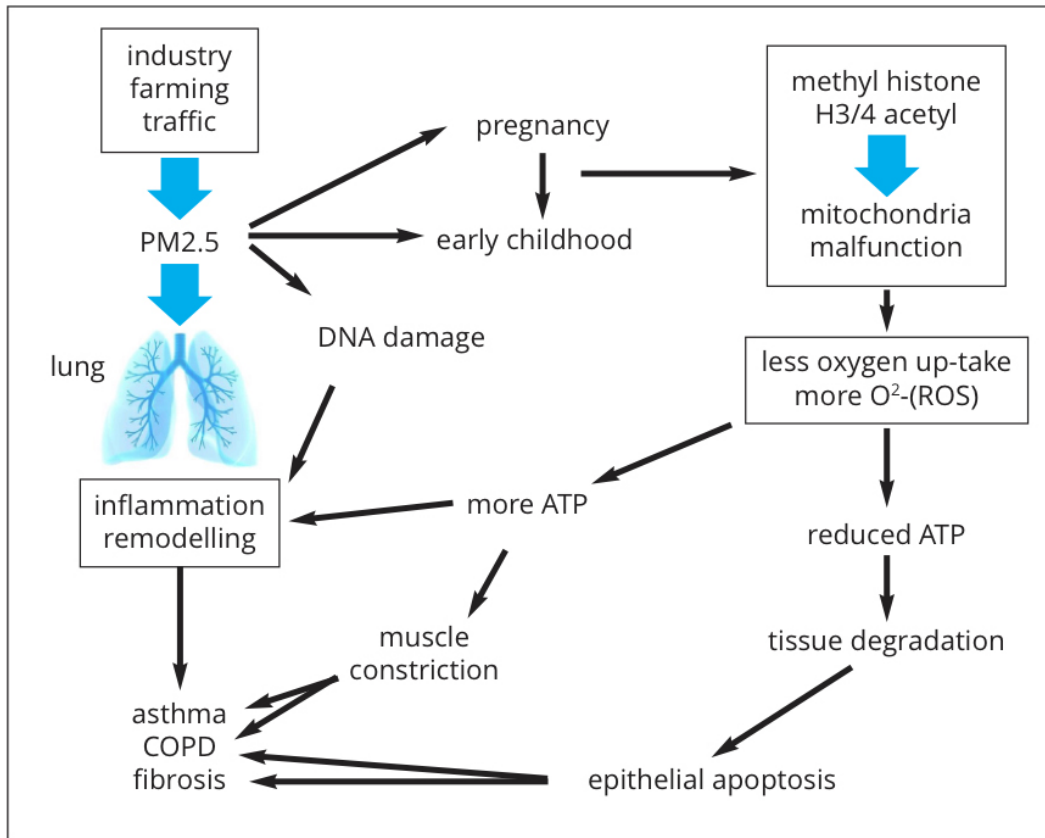 industry
farming
traffic
PM2.5
lung
inflammation
remodelling
asthma
COPD
fibrosis
pregnancy
early childhood
DNA damage
more ATP
muscle
constriction
epithelial apoptosis
methyl histone
H3/4 acetyl
mitochondria
malfunction
less oxygen up-take
more O²-(ROS)
reduced ATP
tissue degradation